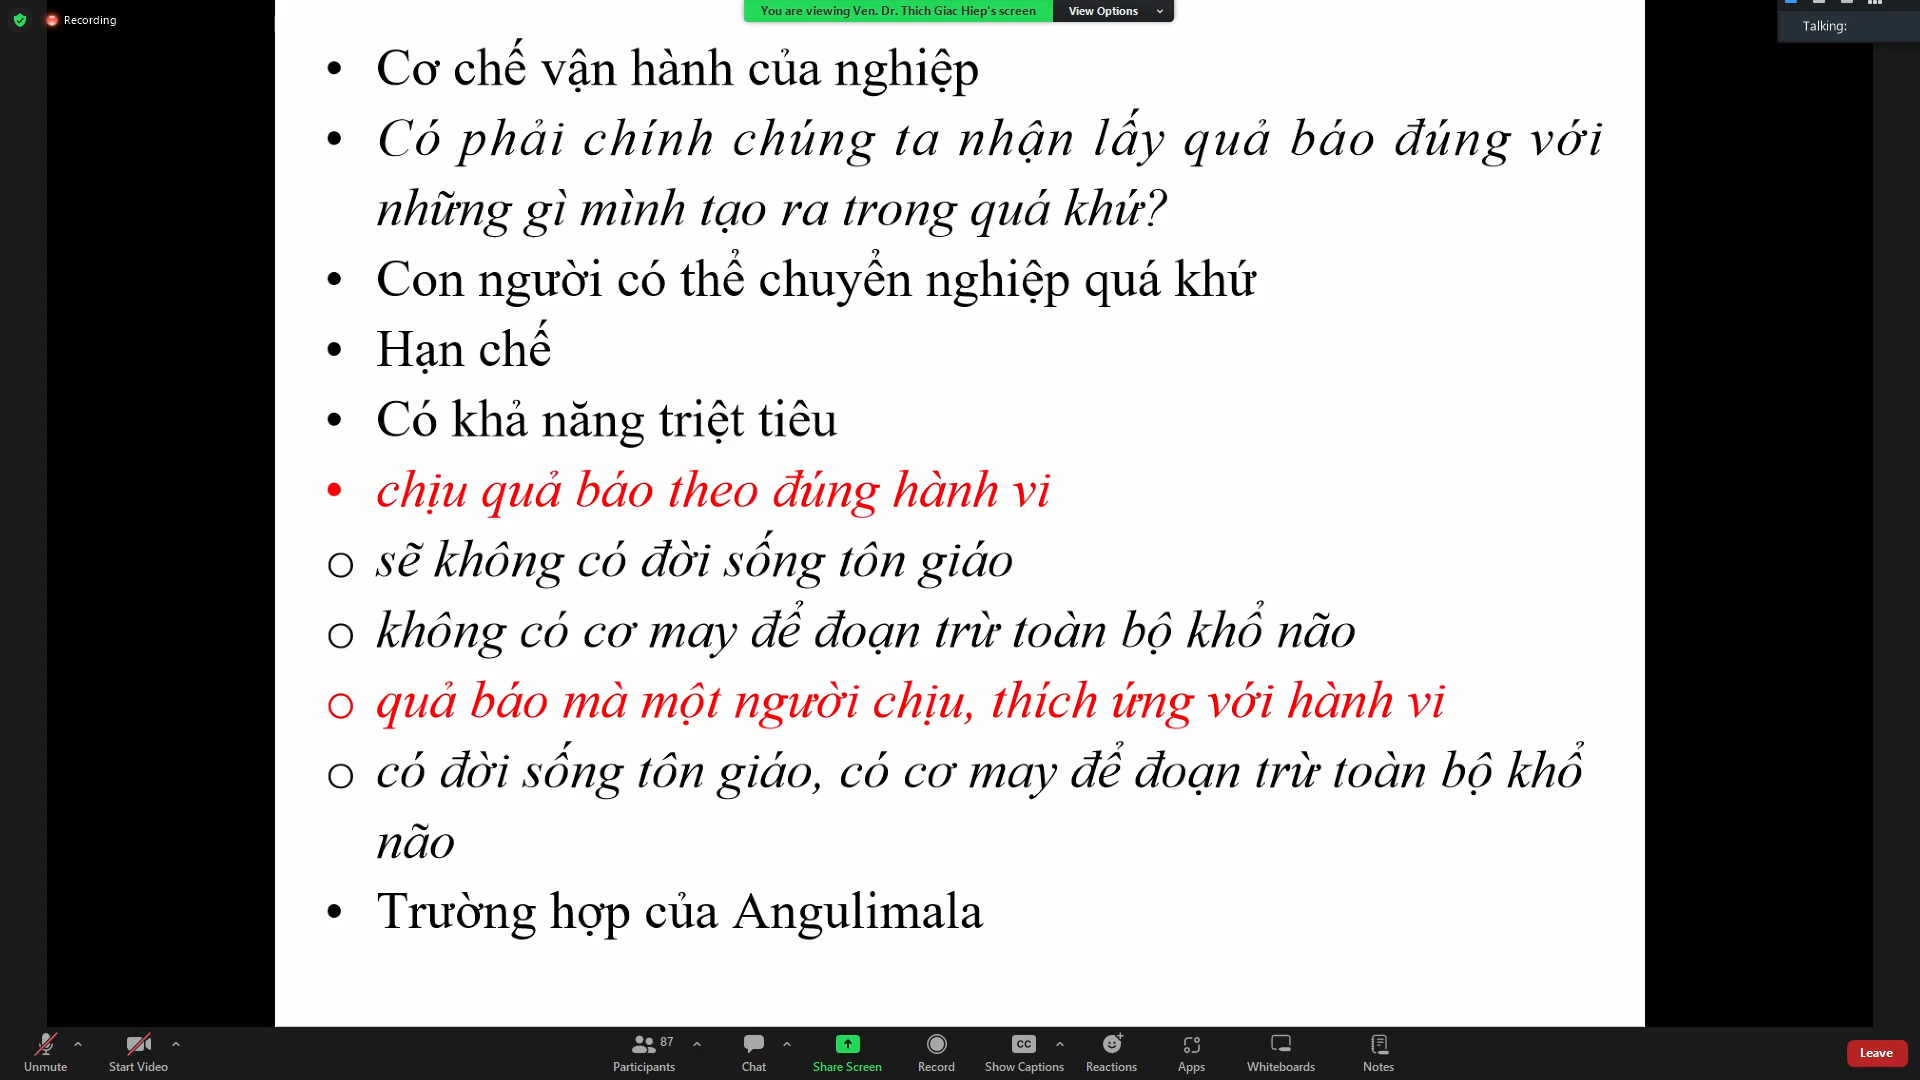 Recording
You are viewing Ven. Dr. Thich Giac Hiep's screen View Options
Talking:
• Cơ chế vận hành của nghiệp
• Có phải chính chúng ta nhận lấy quả báo đúng với
những gì mình tạo ra trong quá khứ?
• Con người có thể chuyển nghiệp quá khứ
• Hạn chế
• Có khả năng triệt tiêu
• chịu quả báo theo đúng hành vi
o sẽ không có đời sống tôn giáo
o không có cơ may để đoạn trừ toàn bộ khổ não
o quả báo mà một người chịu, thích ứng với hành vi
o có đời sống tôn giáo, có cơ may để đoạn trừ toàn bộ khổ
não
• Trường hợp của Angulimala
87
CC
Unmute Start Video Participants Chat Share Screen Record Show Captions Reactions Apps Whiteboards Notes Leave